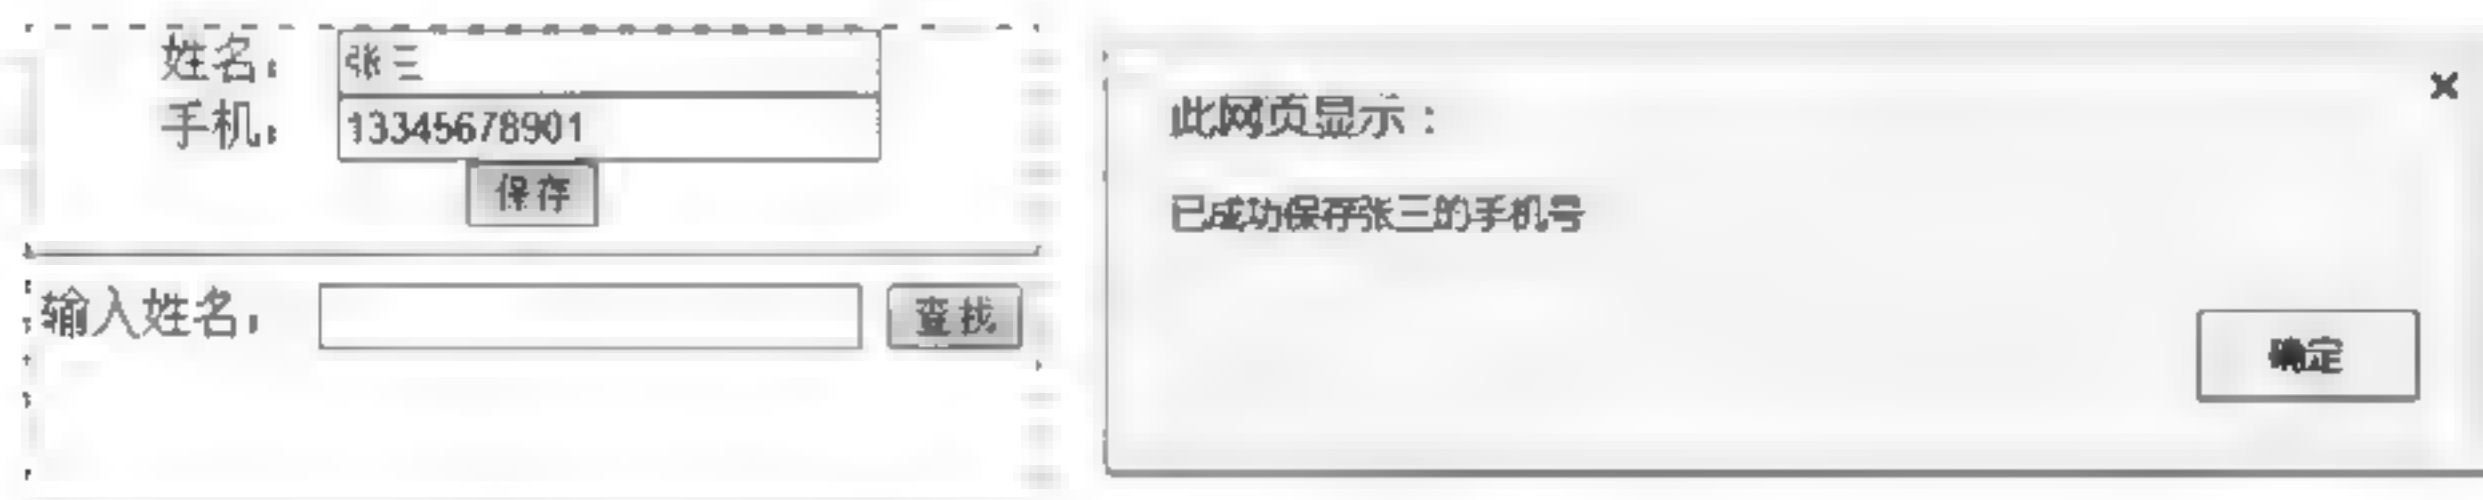 姓名：
张三
手机：
13345678901
保存
输入姓名：
查找
×
此网页显示：
已成功保存张三的手机号
确定